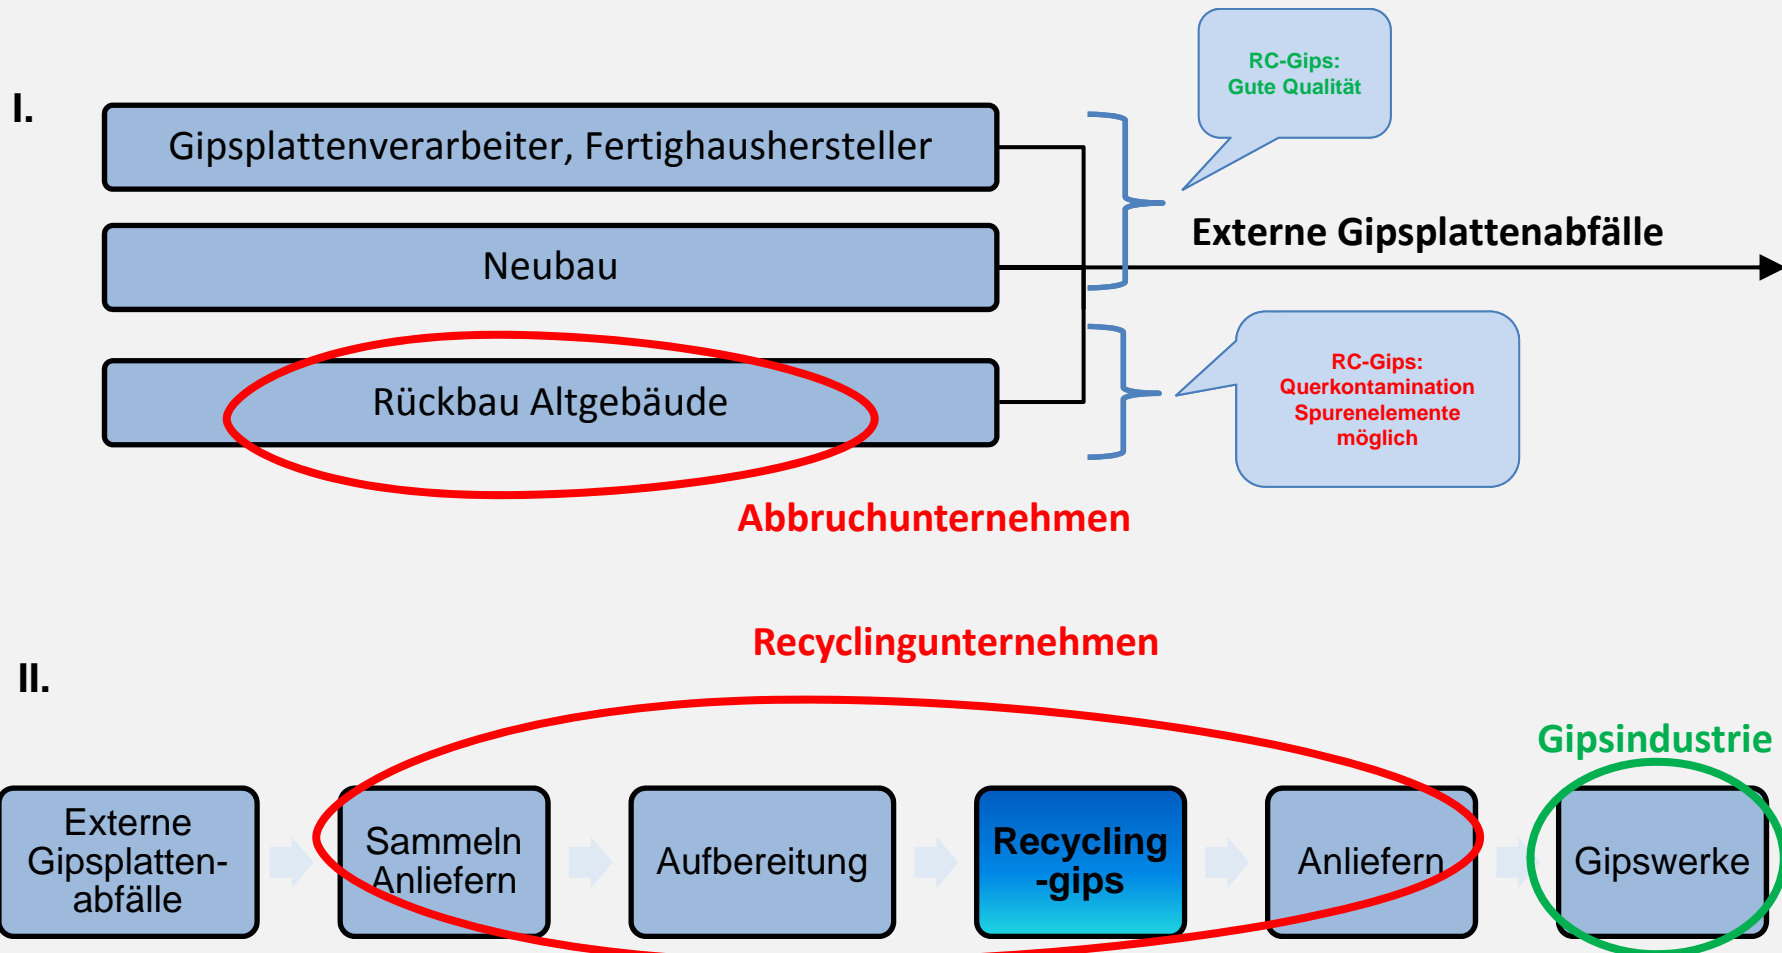 RC-Gips:
Gute Qualität
I.
Gipsplattenverarbeiter, Fertighaushersteller
Externe Gipsplattenabfälle
Neubau
RC-Gips:
Querkontamination
Spurenelemente
möglich
Rückbau Altgebäude
Abbruchunternehmen
Recyclingunternehmen
II.
Gipsindustrie
Externe
Gipsplatten-
abfälle
Sammeln
Anliefern
Aufbereitung
Recycling
-gips
Anliefern
Gipswerke